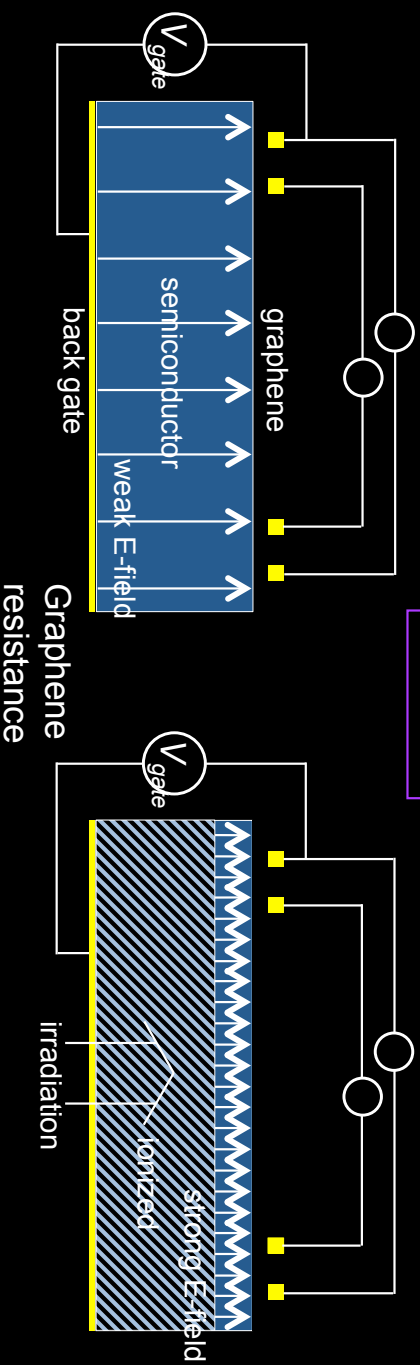 V
gate
graphene
semiconductor
weak E-field
back gate
Graphene
resistance
V
gate
strong E-field
ionized
irradiation